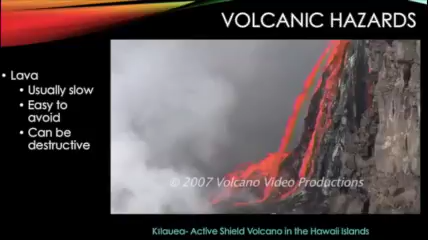 VOLCANIC HAZARDS
• Lava
• Usually slow
• Easy to
avoid
• Can be
destructive
© 2007 Volcano Video Productions
Kilauea- Active Shield Volcano in the Hawaii Islands